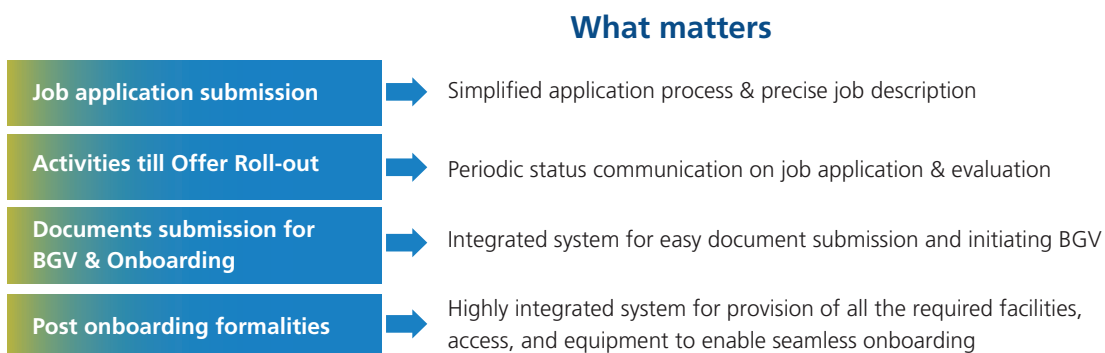 What matters
Job application submission
Simplified application process & precise job description
Activities till Offer Roll-out
Periodic status communication on job application & evaluation
Documents submission for
BGV & Onboarding
Integrated system for easy document submission and initiating BGV
Post onboarding formalities
Highly integrated system for provision of all the required facilities,
access, and equipment to enable seamless onboarding